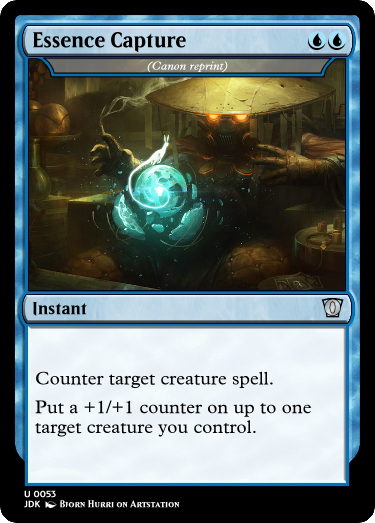 Essence Capture
(Canon reprint)
Instant
Counter target creature spell.
Put a +1/+1 counter on up to one
target creature you control.
U 0053
JDK Bjorn Hurri on Artstation